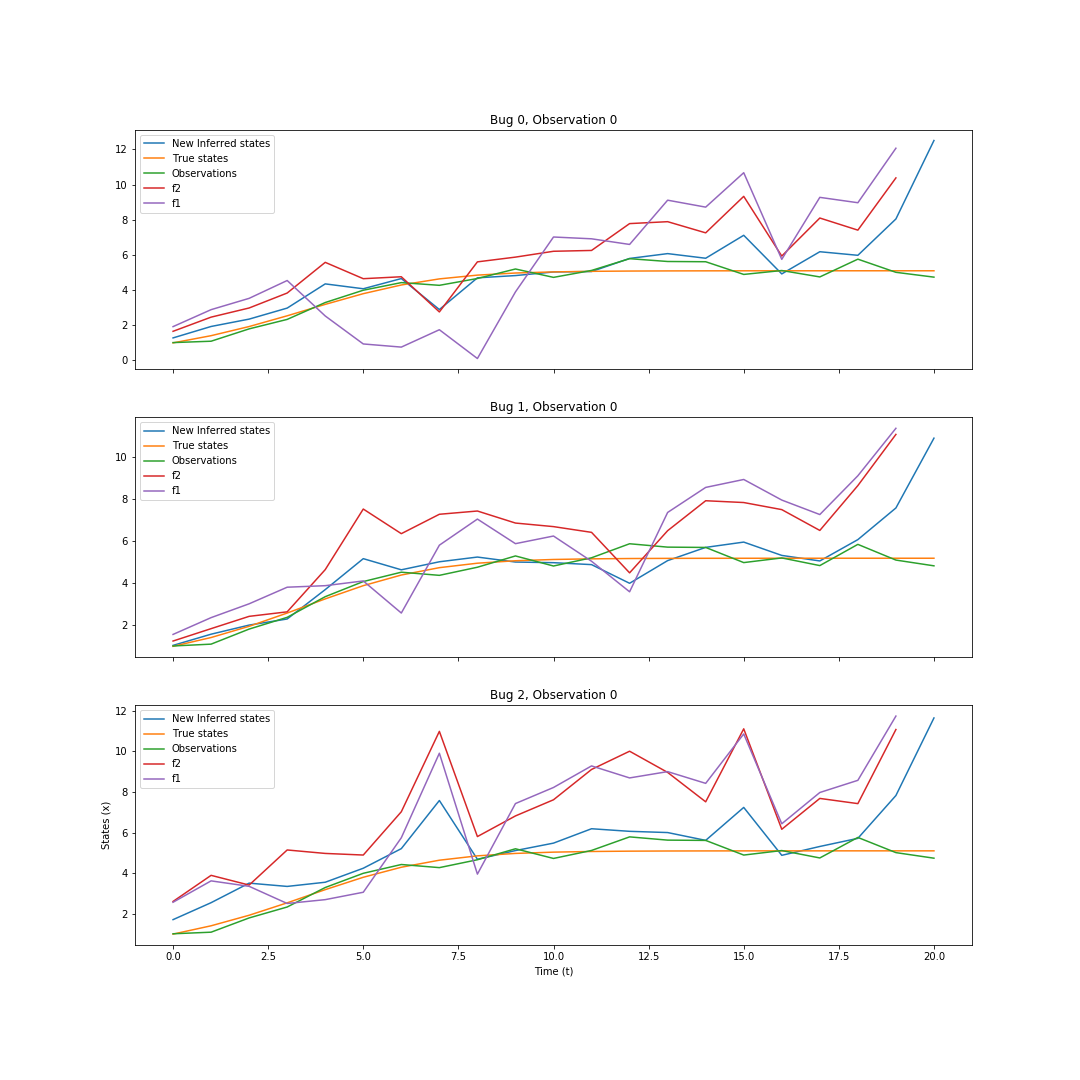 Bug 0, Observation 0
New Inferred states
True states
Observations
f2
f1
12
10
8
6
4
2
0
Bug 1, Observation 0
New Inferred states
True states
Observations
f2
f1
10
8
6
4
2
Bug 2, Observation 0
New Inferred states
True states
Observations
f2
f1
12
10
8
6
4
2
States (x)
0.0 2.5 5.0 7.5 10.0 12.5 15.0 17.5 20.0
Time (t)